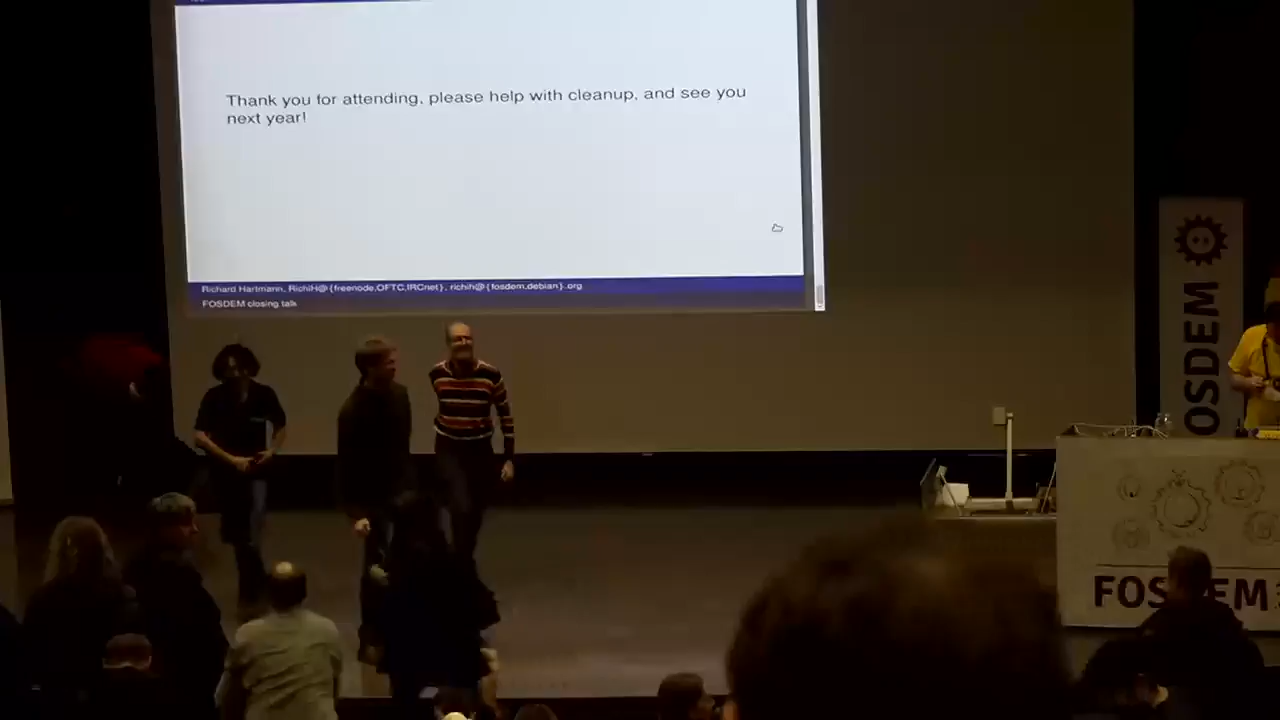 Thank you for attending, please help with cleanup, and see you
next year!
Richard Hartmann, RichiH@{freenode,OFTC,IRCnet}, richih@{fosdem,debian}.org
FOSDEM closing talk
OSDEM
FOS EM